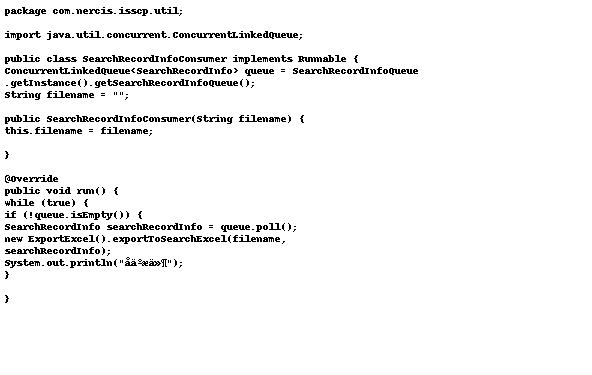 package com.nercis.isscp.util;
import java.util.concurrent.ConcurrentLinkedQueue;
public class SearchRecordInfoConsumer implements Runnable {
ConcurrentLinkedQueue<SearchRecordInfo> queue = SearchRecordInfoQueue
.getInstance().getSearchRecordInfoQueue();
String filename = "";
public SearchRecordInfoConsumer(String filename) {
this.filename = filename;
}
@Override
public void run() {
while (true) {
if (!queue.isEmpty()) {
SearchRecordInfo searchRecordInfo = queue.poll();
new ExportExcel().exportToSearchExcel(filename,
searchRecordInfo);
System.out.println("åä°æä»¶");
}
}